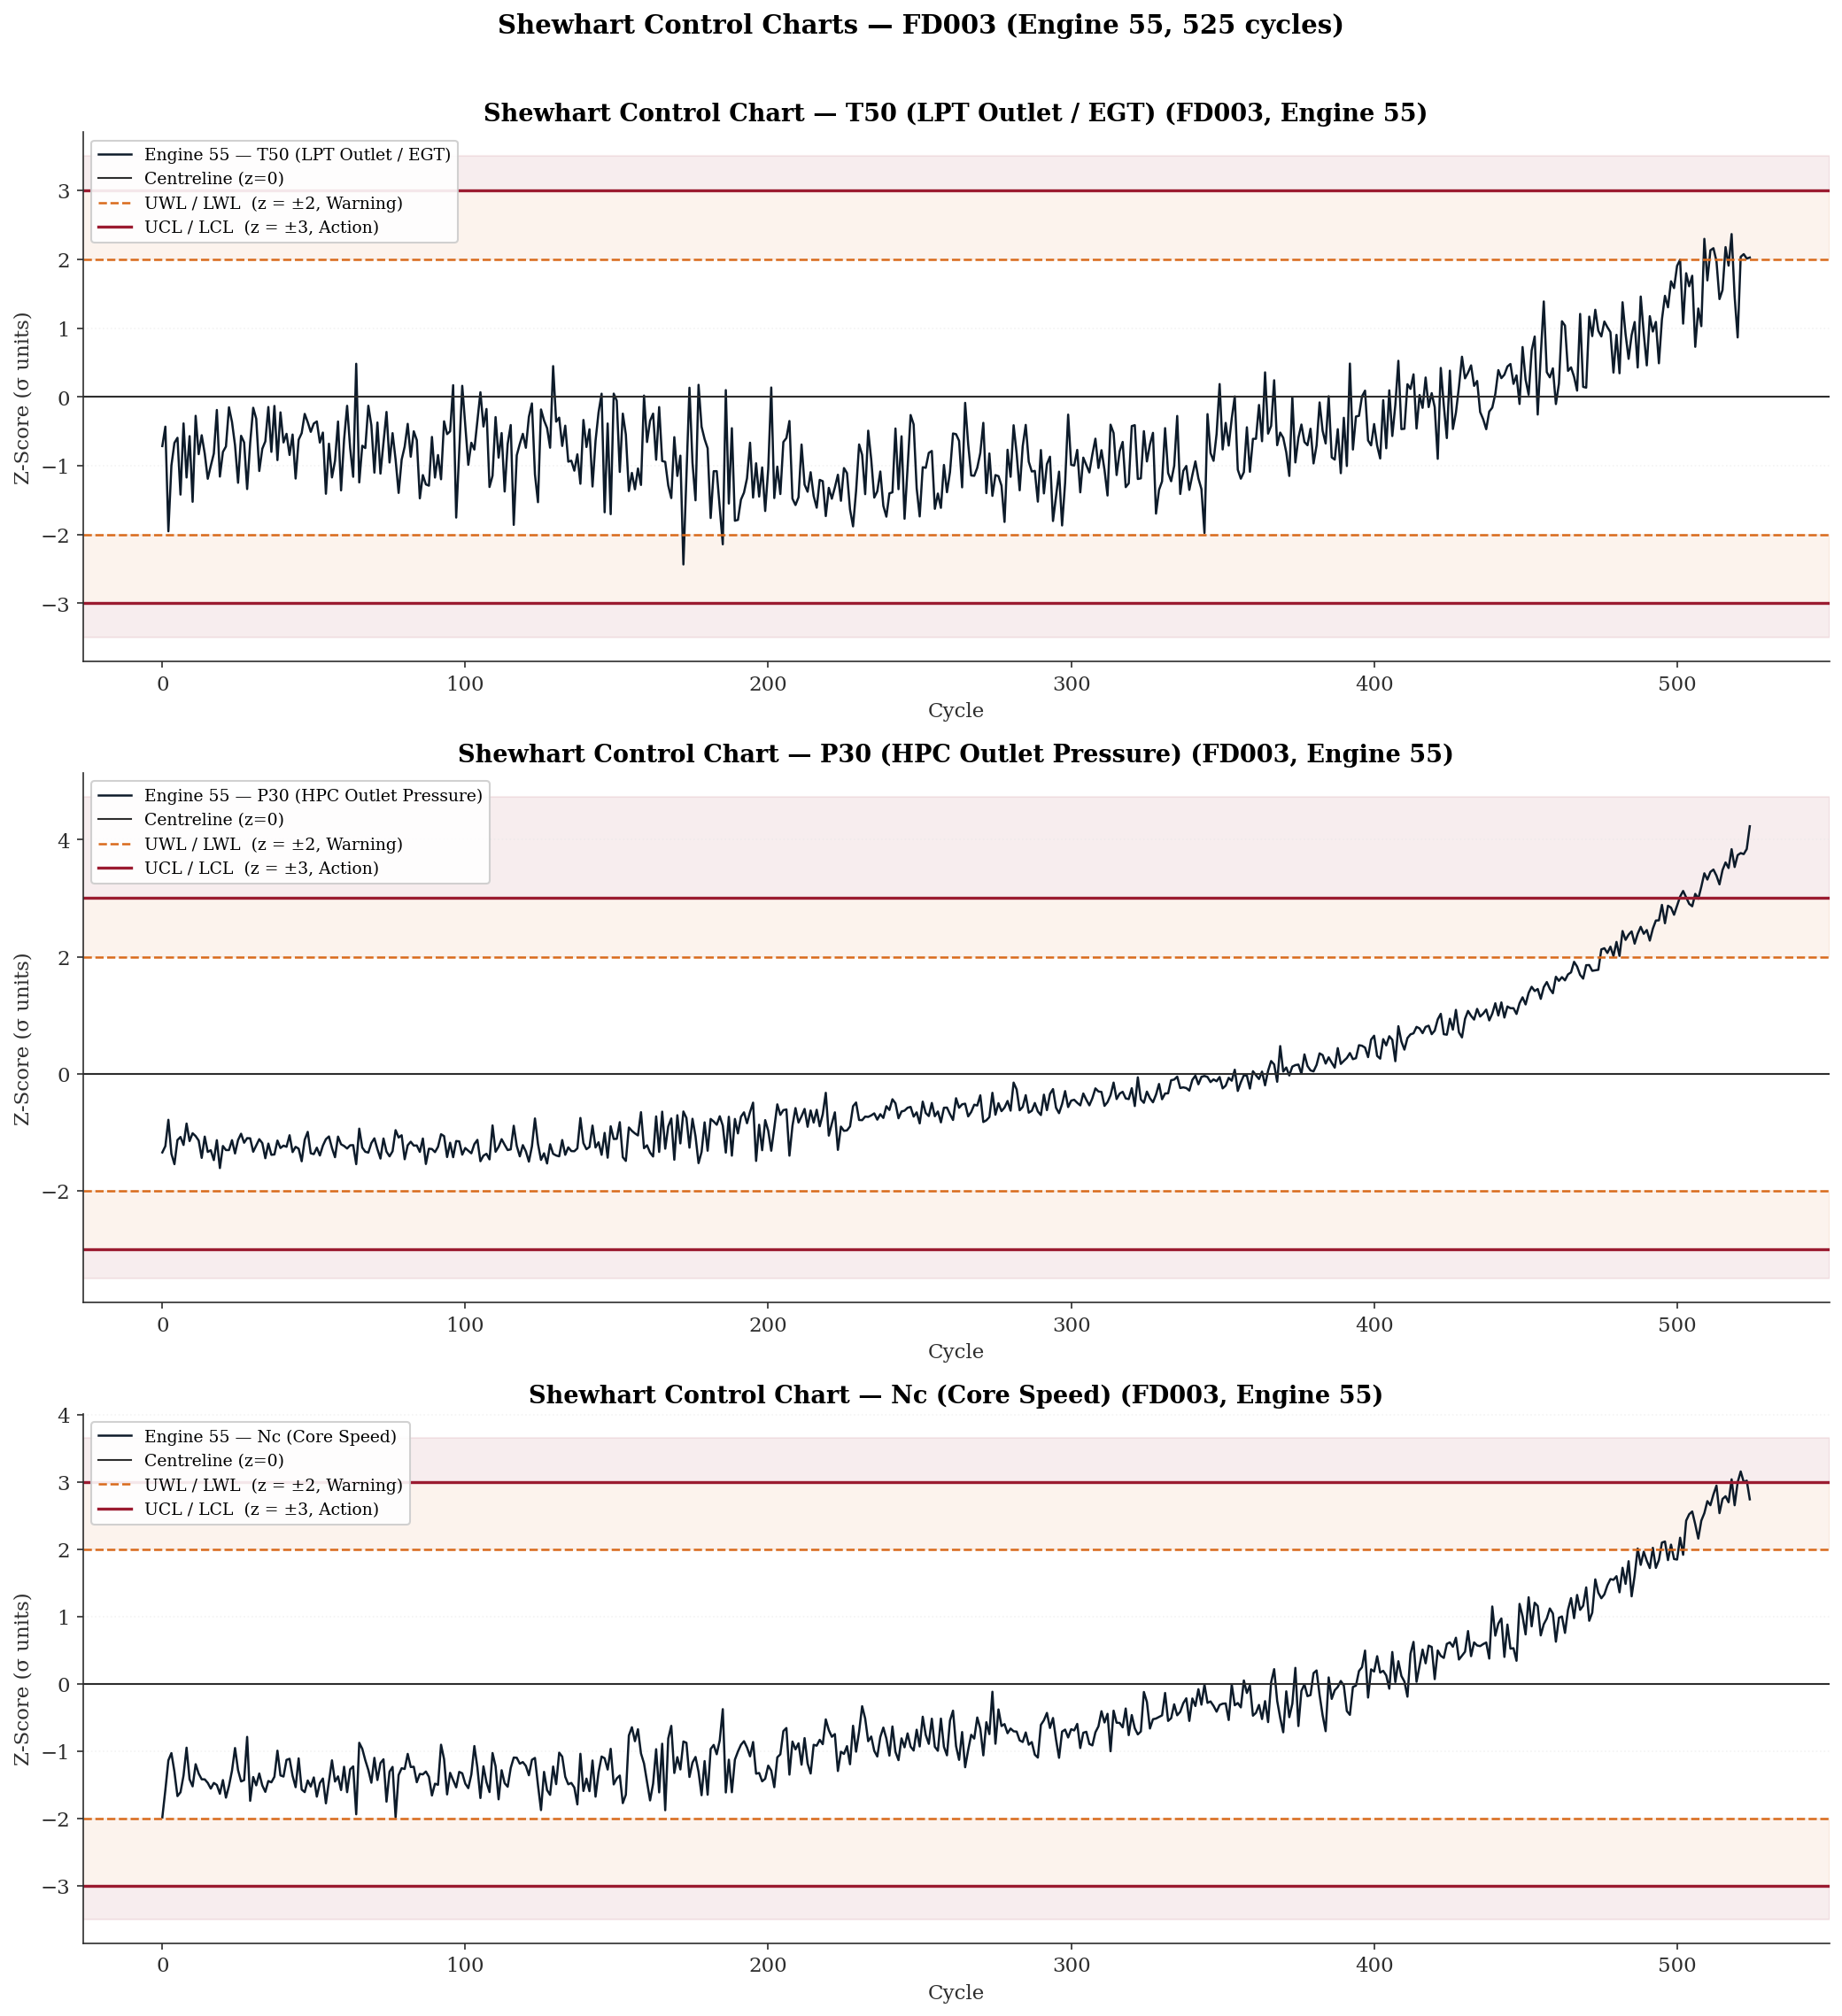 Shewhart Control Charts — FD003 (Engine 55, 525 cycles)
Shewhart Control Chart — T50 (LPT Outlet / EGT) (FD003, Engine 55)
Engine 55 — T50 (LPT Outlet / EGT)
Centreline (z=0)
UWL / LWL  (z = ±2, Warning)
UCL / LCL  (z = ±3, Action)
Z-Score (σ units)
3
2
1
0
−1
−2
−3
0 100 200 300 400 500
Cycle
Shewhart Control Chart — P30 (HPC Outlet Pressure) (FD003, Engine 55)
Engine 55 — P30 (HPC Outlet Pressure)
Centreline (z=0)
UWL / LWL  (z = ±2, Warning)
UCL / LCL  (z = ±3, Action)
Z-Score (σ units)
4
2
0
−2
0 100 200 300 400 500
Cycle
Shewhart Control Chart — Nc (Core Speed) (FD003, Engine 55)
Engine 55 — Nc (Core Speed)
Centreline (z=0)
UWL / LWL  (z = ±2, Warning)
UCL / LCL  (z = ±3, Action)
Z-Score (σ units)
4
3
2
1
0
−1
−2
−3
0 100 200 300 400 500
Cycle